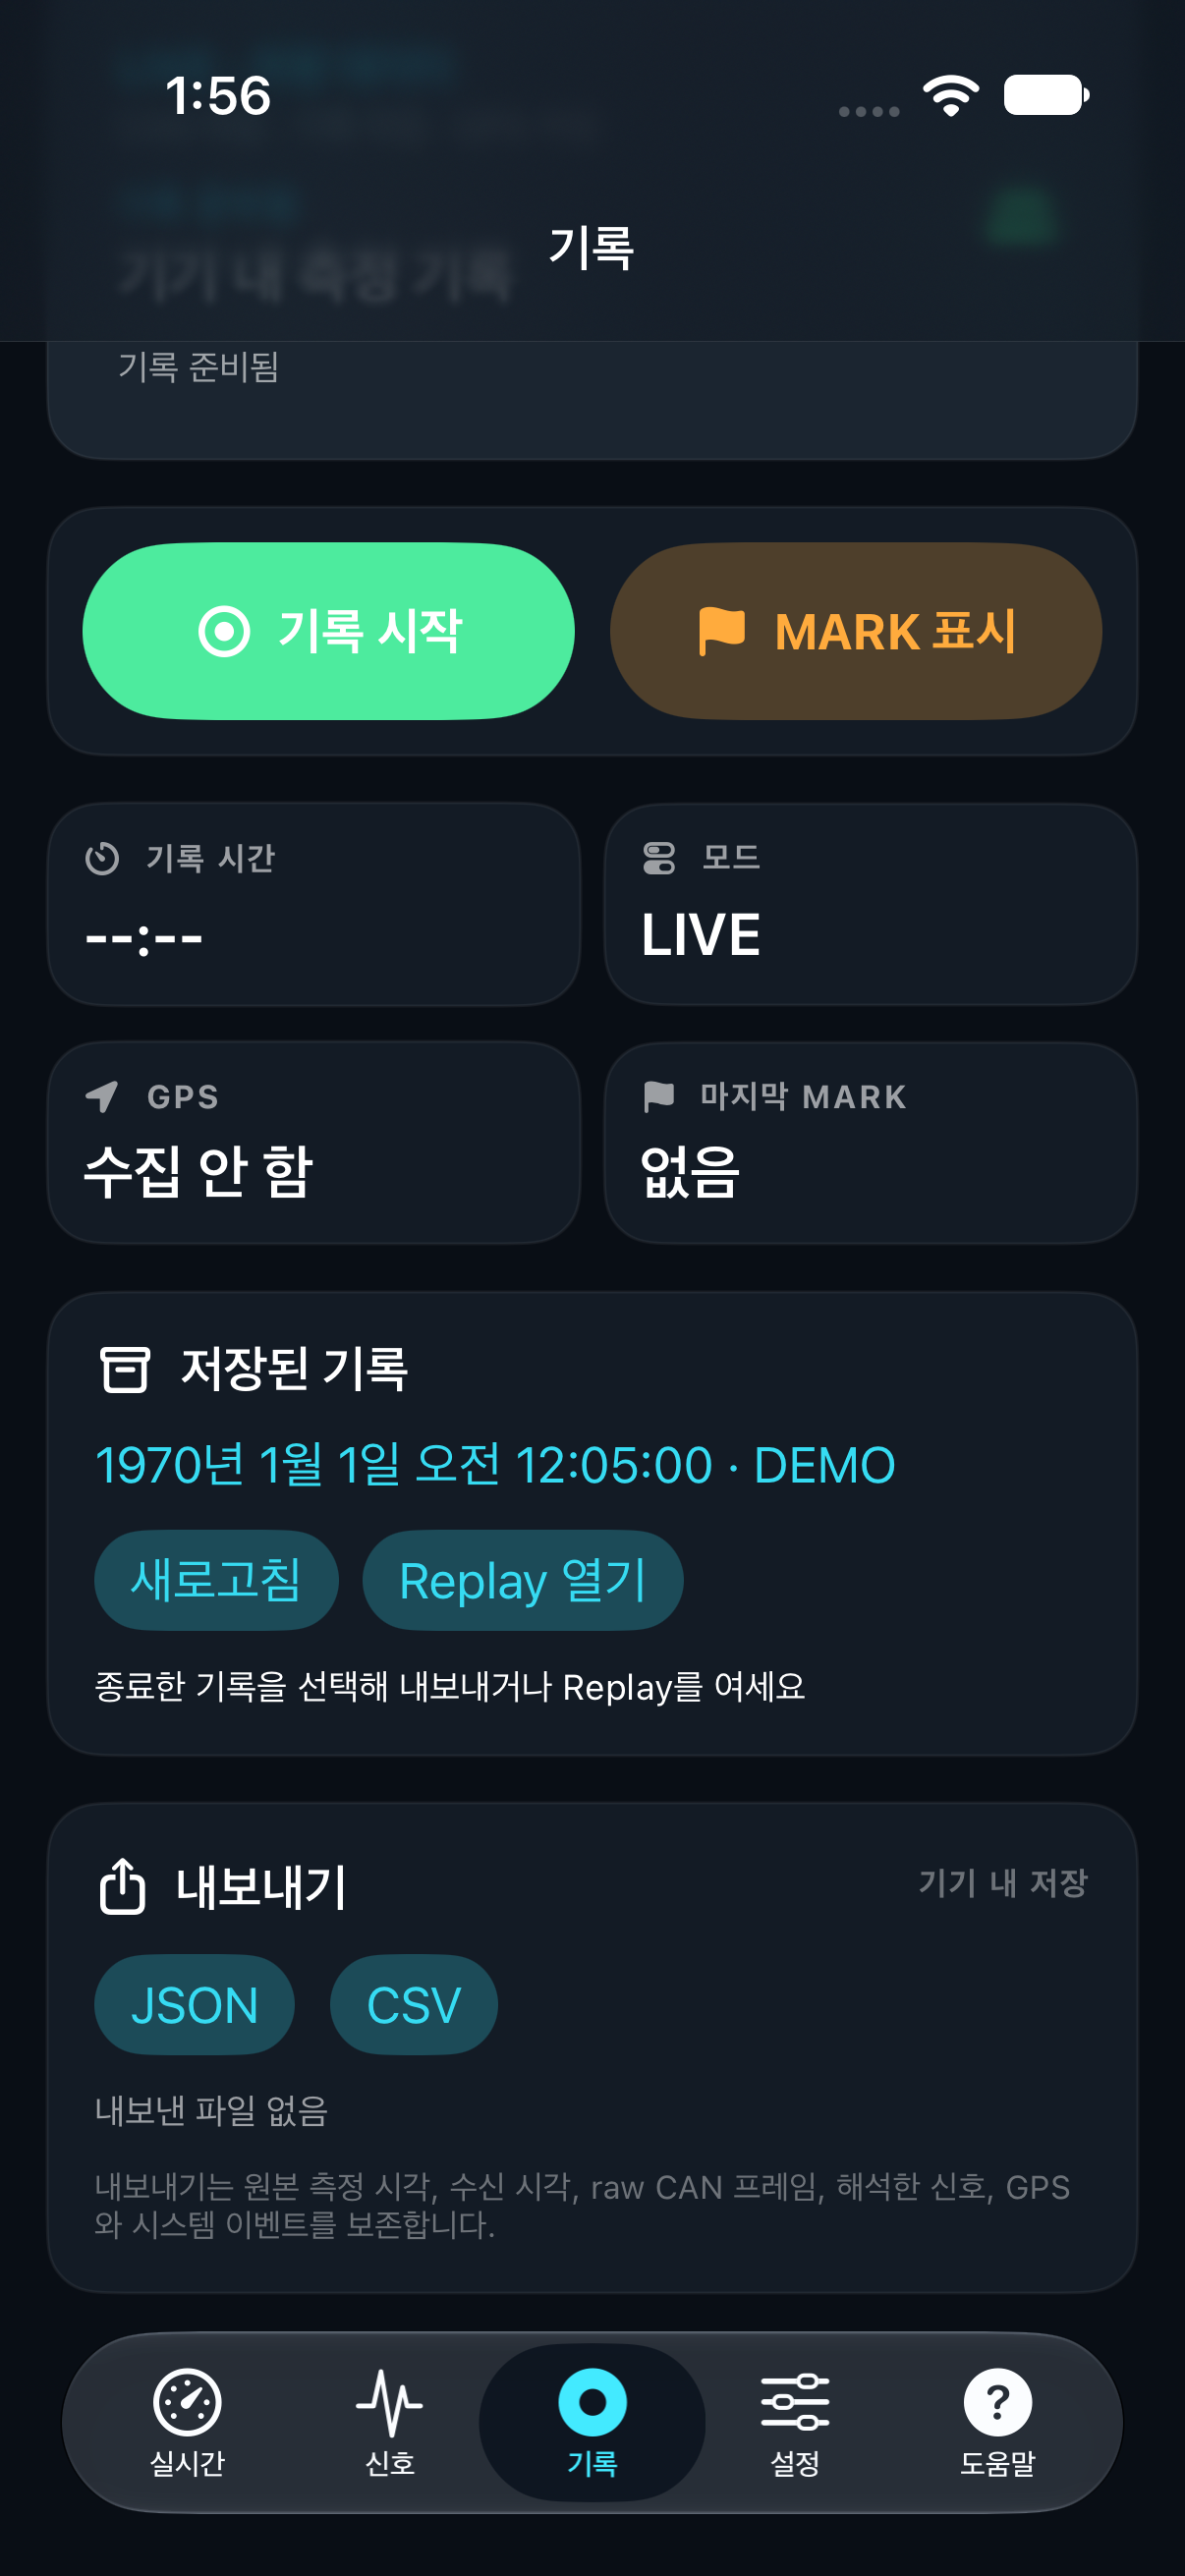 1:56
기록
기기 내 측정 기록
기록 준비됨
기록 시작
MARK 표시
기록 시간
--:--
모드
LIVE
GPS
수집 안 함
마지막 MARK
없음
저장된 기록
1970년 1월 1일 오전 12:05:00 · DEMO
새로고침
Replay 열기
종료한 기록을 선택해 내보내거나 Replay를 여세요
내보내기
기기 내 저장
JSON
CSV
내보낸 파일 없음
내보내기는 원본 측정 시각, 수신 시각, raw CAN 프레임, 해석한 신호, GPS
와 시스템 이벤트를 보존합니다.
실시간
신호
기록
설정
도움말